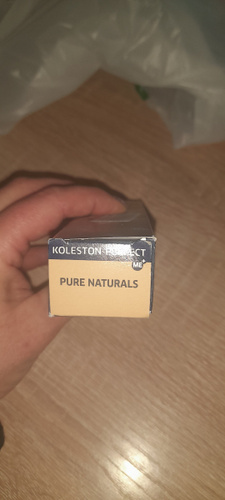 KOLESTON PERFECT
ME+
PURE NATURALS